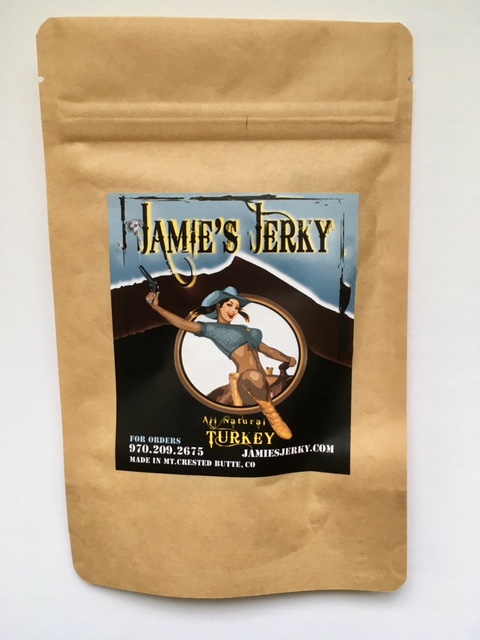 JAMIE'S JERKY
All Natural
TURKEY
FOR ORDERS
970.209.2675 JAMIESJERKY.COM
MADE IN MT.CRESTED BUTTE, CO